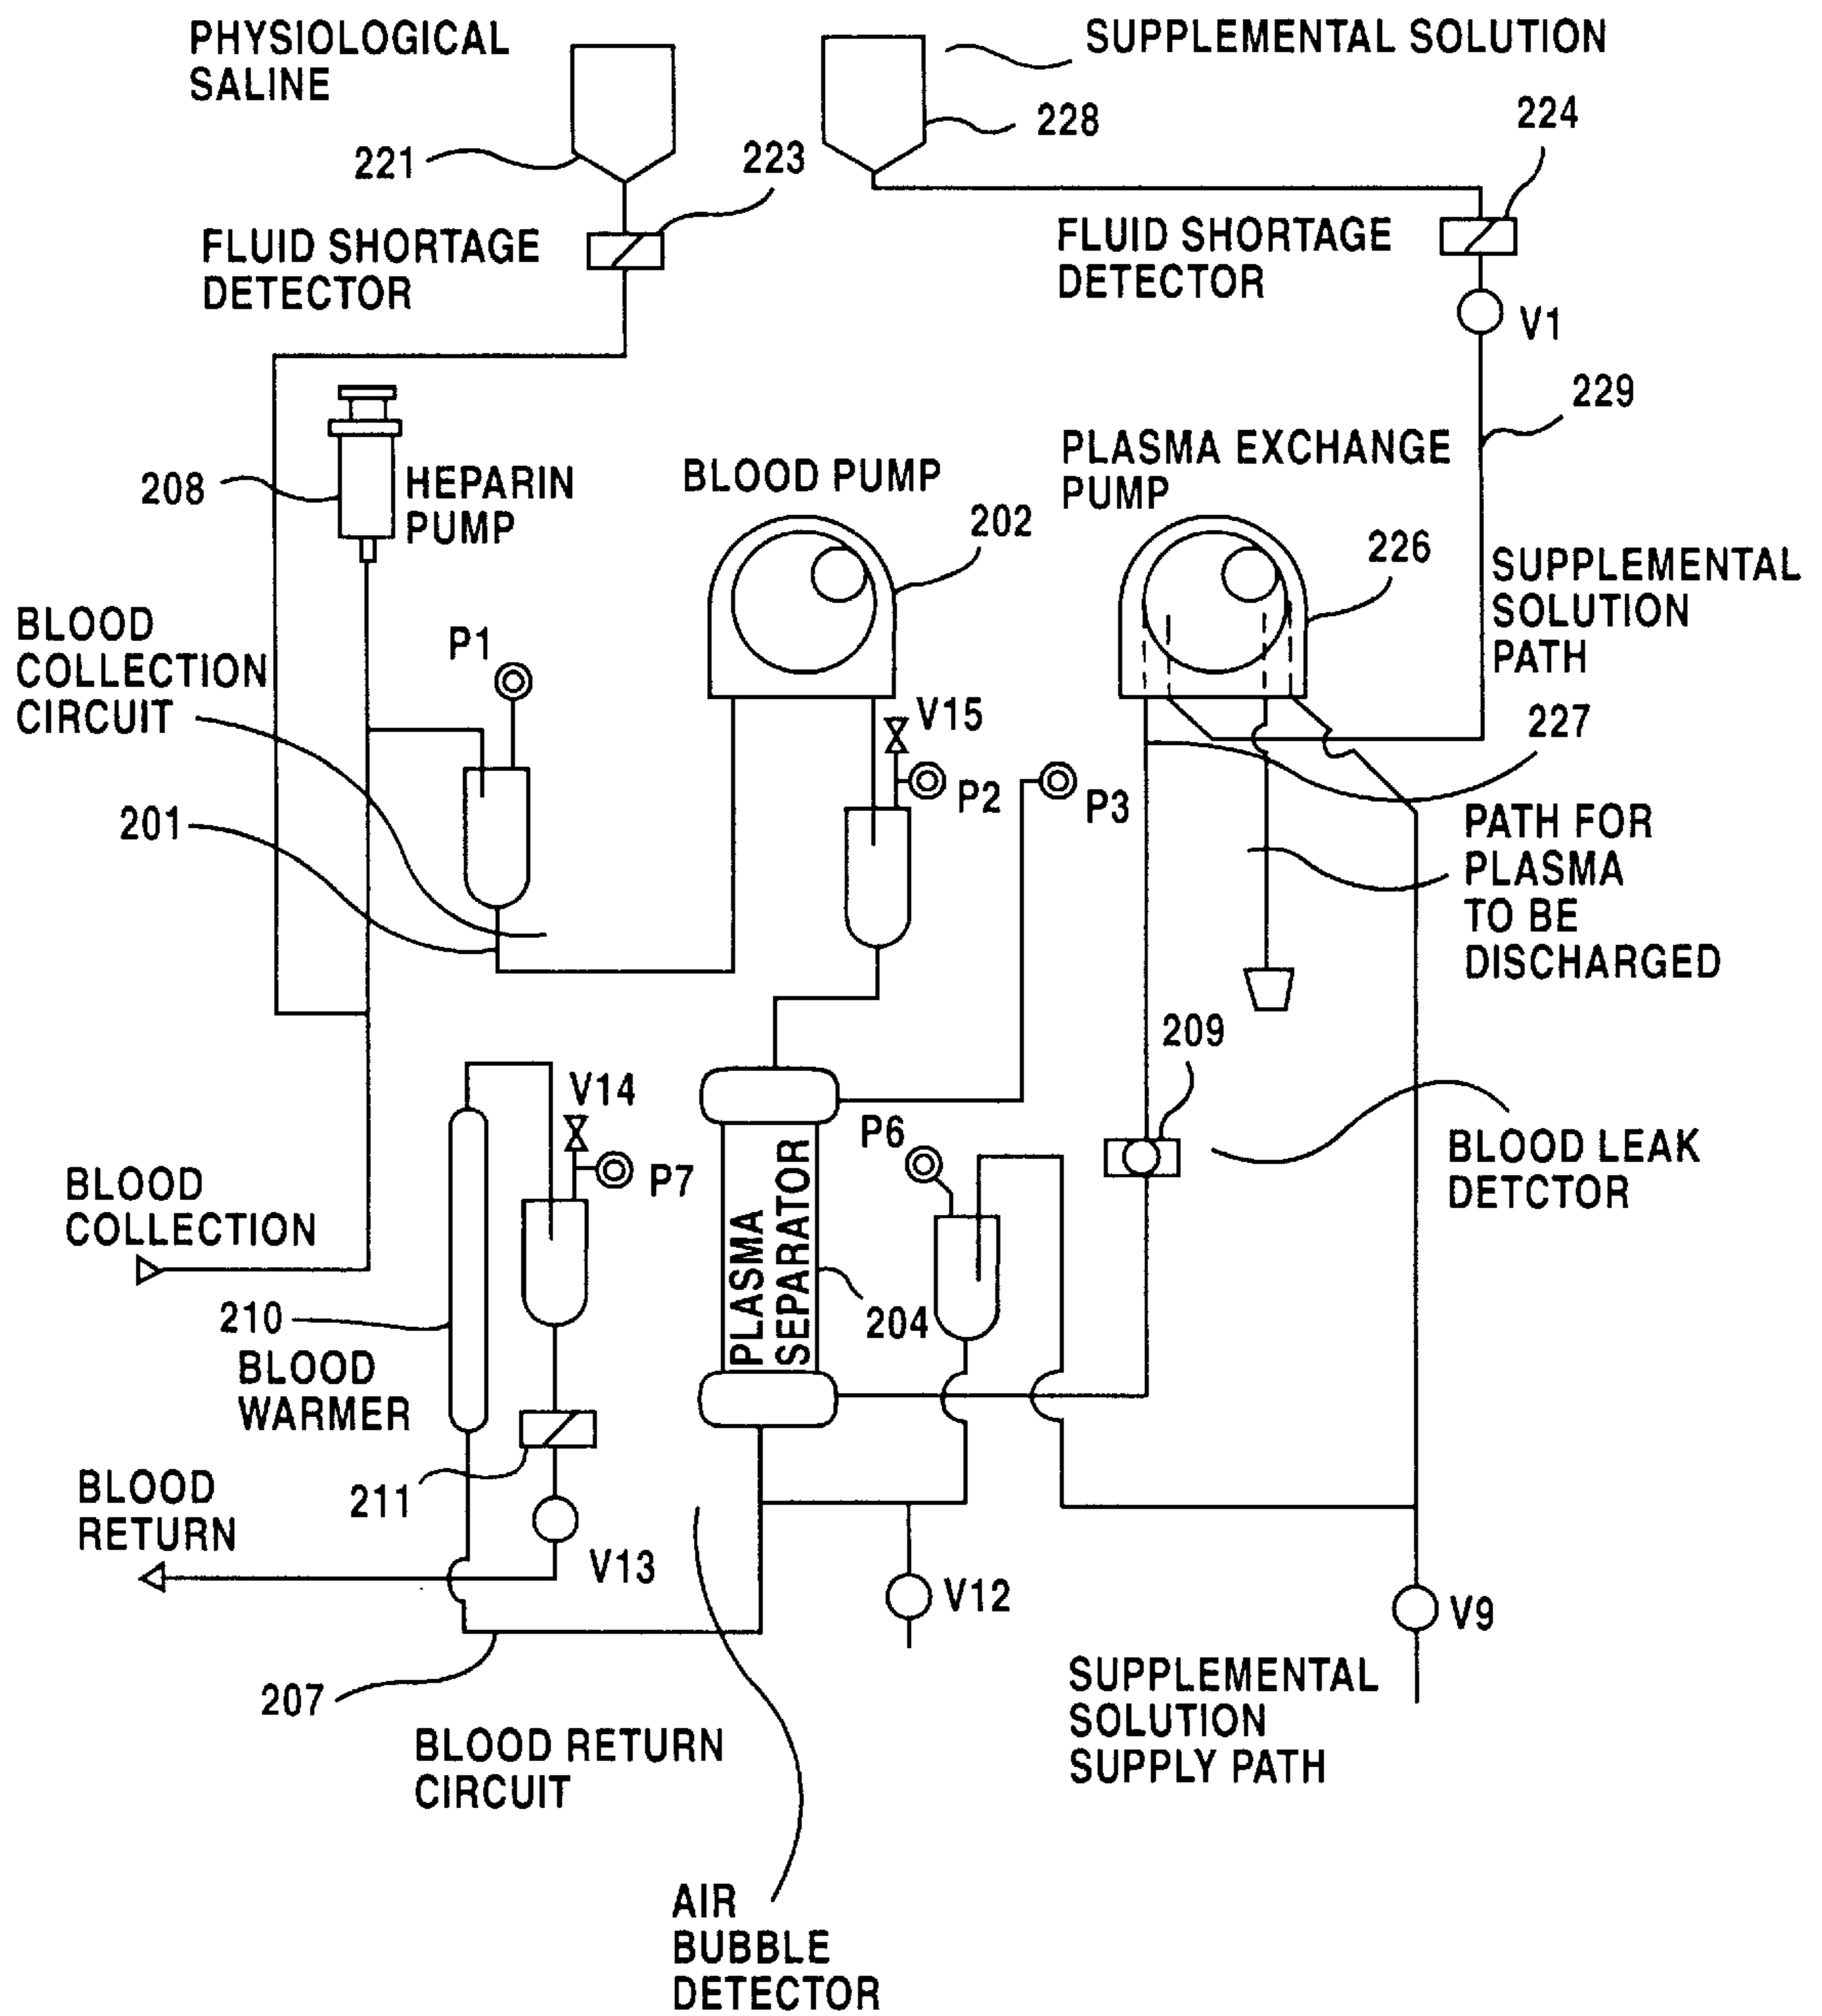 PHYSIOLOGICAL
SALINE
SUPPLEMENTAL SOLUTION
228
224
221
223
FLUID SHORTAGE
DETECTOR
FLUID SHORTAGE
DETECTOR
V1
229
PLASMA EXCHANGE
PUMP
BLOOD PUMP
208
HEPARIN
PUMP
202
226
SUPPLEMENTAL
SOLUTION
PATH
BLOOD
COLLECTION
CIRCUIT
P1
V15
227
P2
P3
201
PATH FOR
PLASMA
TO BE
DISCHARGED
209
V14
P6
BLOOD LEAK
DETCTOR
P7
BLOOD
COLLECTION
PLASMA
SEPARATOR
210
204
BLOOD
WARMER
BLOOD
RETURN
211
V13
V12
V9
207
SUPPLEMENTAL
SOLUTION
SUPPLY PATH
BLOOD RETURN
CIRCUIT
AIR
BUBBLE
DETECTOR